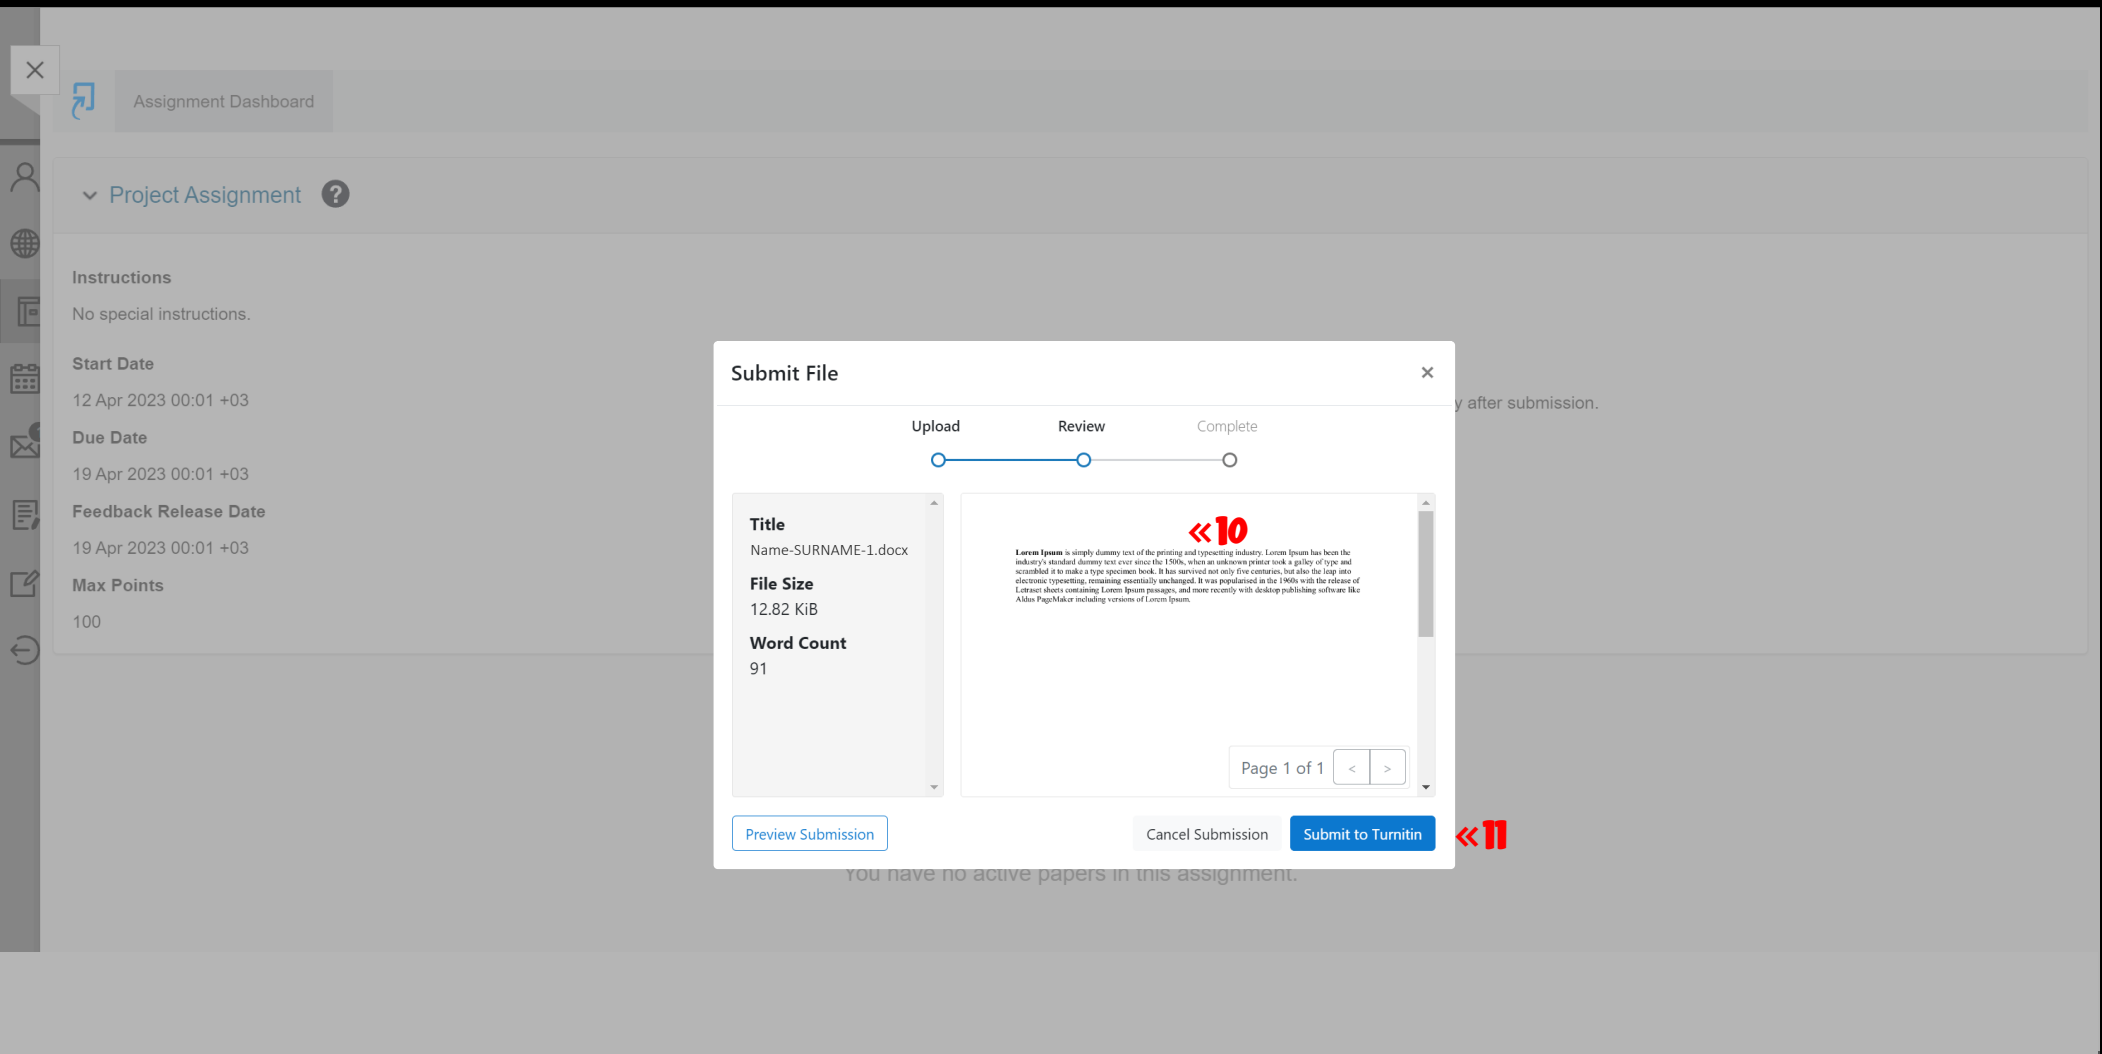 Assignment Dashboard
Project Assignment ?
Instructions
No special instructions.
Start Date
12 Apr 2023 00:01 +03
Due Date
19 Apr 2023 00:01 +03
Feedback Release Date
19 Apr 2023 00:01 +03
Max Points
100
y after submission.
Submit File ×
Upload Review Complete
Title
Name-SURNAME-1.docx
File Size
12.82 KiB
Word Count
91
«10
Lorem Ipsum is simply dummy text of the printing and typesetting industry. Lorem Ipsum has been the
industry's standard dummy text ever since the 1500s, when an unknown printer took a galley of type and
scrambled it to make a type specimen book. It has survived not only five centuries, but also the leap into
electronic typesetting, remaining essentially unchanged. It was popularised in the 1960s with the release of
Letraset sheets containing Lorem Ipsum passages, and more recently with desktop publishing software like
Aldus PageMaker including versions of Lorem Ipsum.
Page 1 of 1 < >
Preview Submission Cancel Submission Submit to Turnitin «11
You have no active papers in this assignment.